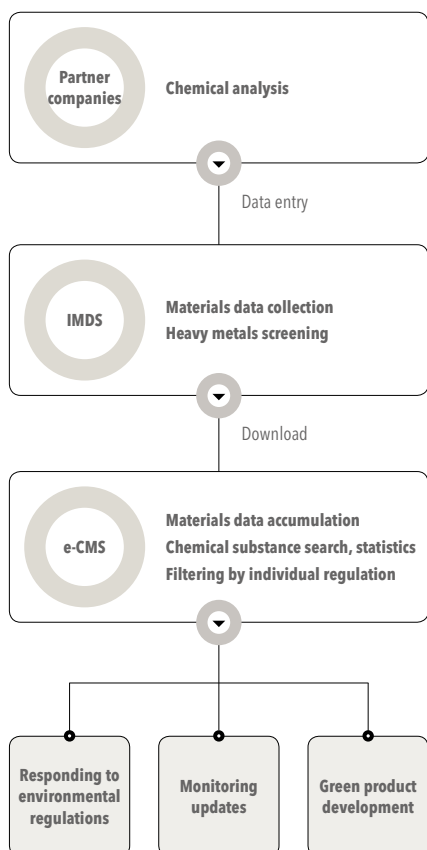 Partner
companies
Chemical analysis
Data entry
IMDS
Materials data collection
Heavy metals screening
Download
e-CMS
Materials data accumulation
Chemical substance search, statistics
Filtering by individual regulation
Responding to
environmental
regulations
Monitoring
updates
Green product
development